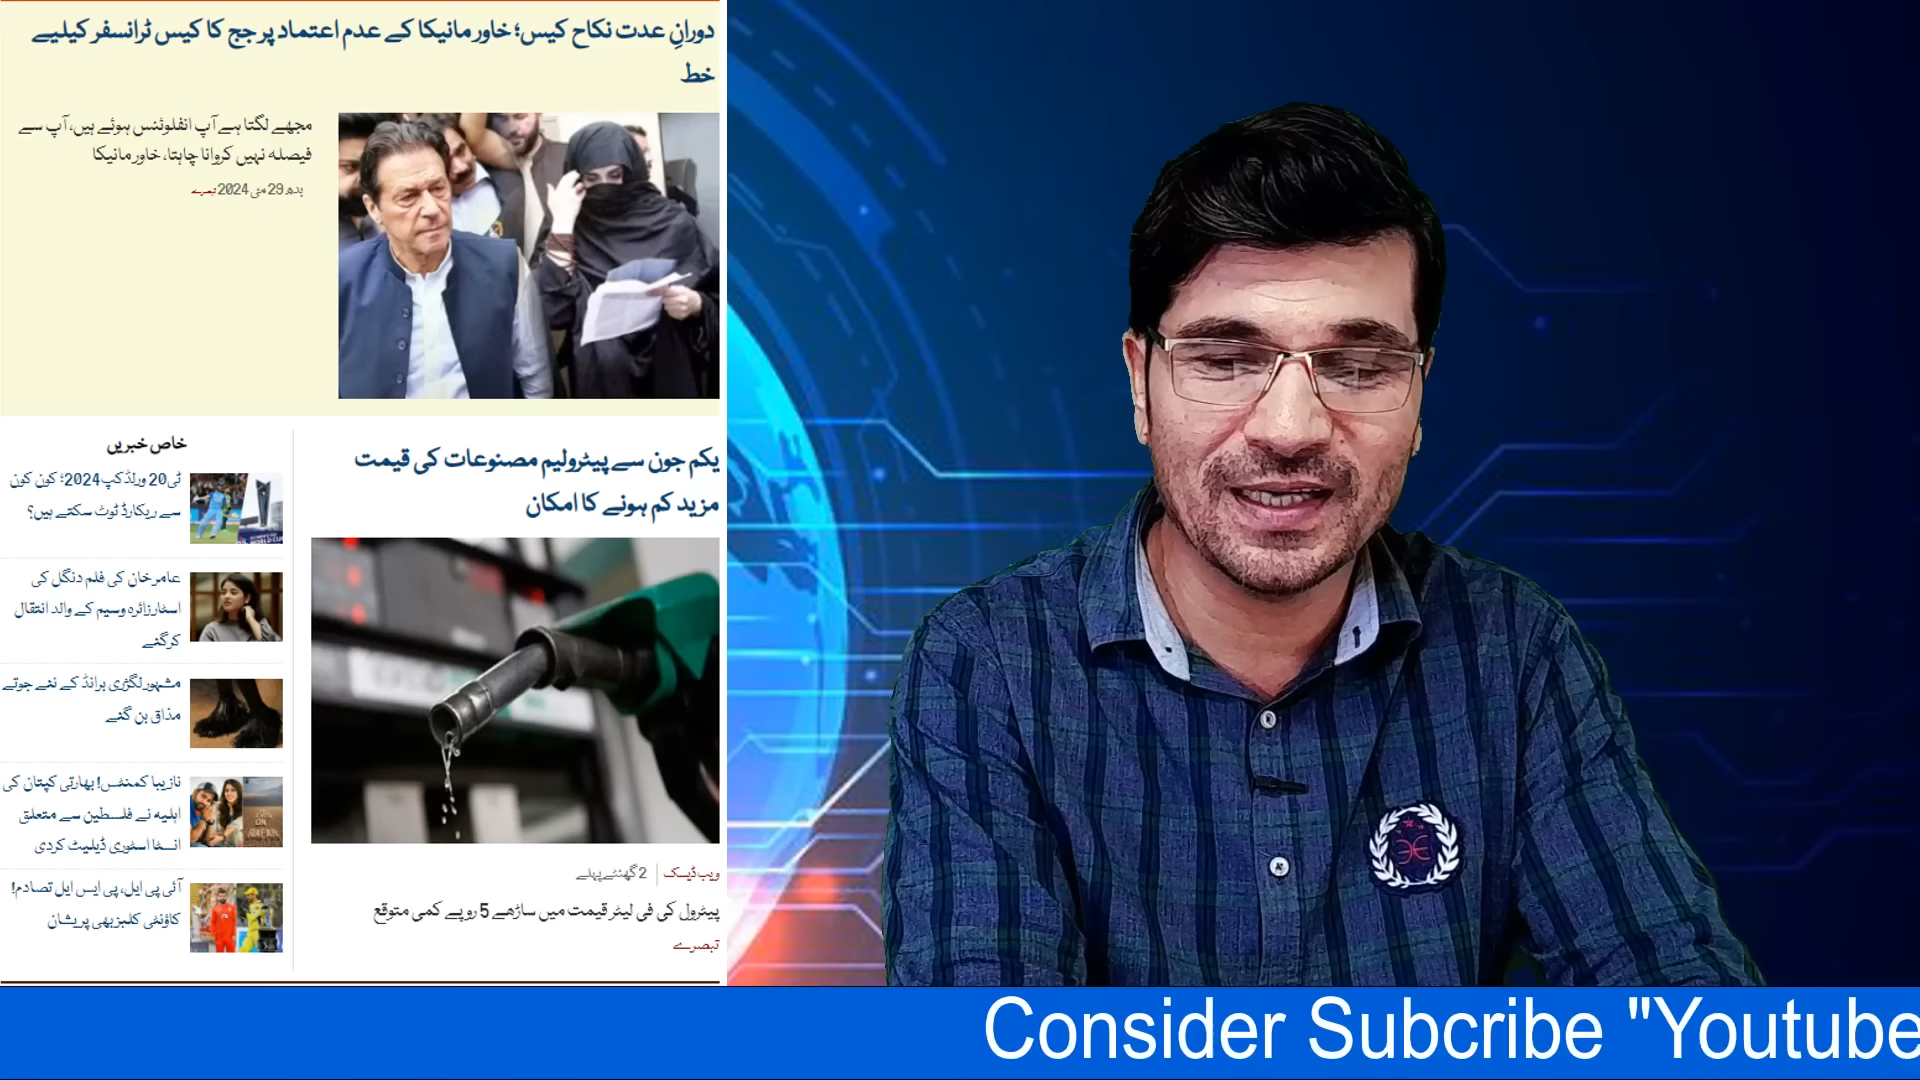 دورانِ عدت نکاح کیس؛ خاور مانیکا کے عدم اعتماد پر جج کا کیس ٹرانسفر کیلیے
خط
مجھے لگتا ہے آپ انفلوئنس ہوئے ہیں، آپ سے
فیصلہ نہیں کروانا چاہتا، خاور مانیکا
بدھ 29 مئی 2024 تبصرے
یکم جون سے پیٹرولیم مصنوعات کی قیمت
مزید کم ہونے کا امکان
ویب ڈیسک | 2 گھنٹے پہلے
پیٹرول کی فی لیٹر قیمت میں ساڑھے 5 روپے کمی متوقع
تبصرے
خاص خبریں
ٹی20 ورلڈکپ2024؛ کون کون
سے ریکارڈ ٹوٹ سکتے ہیں؟
عامر خان کی فلم دنگل کی
اسٹار زائرہ وسیم کے والد انتقال
کرگئے
مشہور لگژری برانڈ کے نئے جوتے
مذاق بن گئے
نازیبا کمنٹس! بھارتی کپتان کی
اہلیہ نے فلسطین سے متعلق
انسٹا اسٹوری ڈیلیٹ کردی
آئی پی ایل، پی ایس ایل تصادم!
کاؤنٹی کلبز بھی پریشان
Consider Subcribe "Youtube